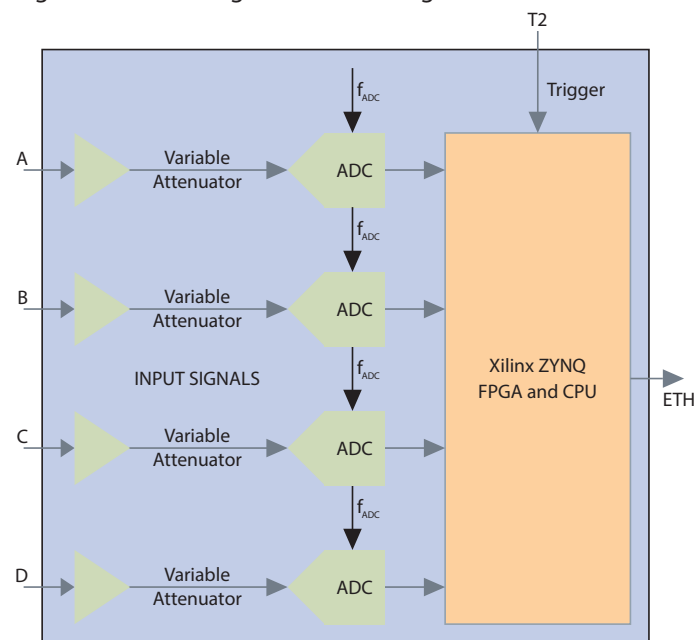 T2
Trigger
f_ADC
A
Variable
Attenuator
ADC
f_ADC
B
Variable
Attenuator
ADC
INPUT SIGNALS
f_ADC
Xilinx ZYNQ
FPGA and CPU
ETH
C
Variable
Attenuator
ADC
f_ADC
D
Variable
Attenuator
ADC